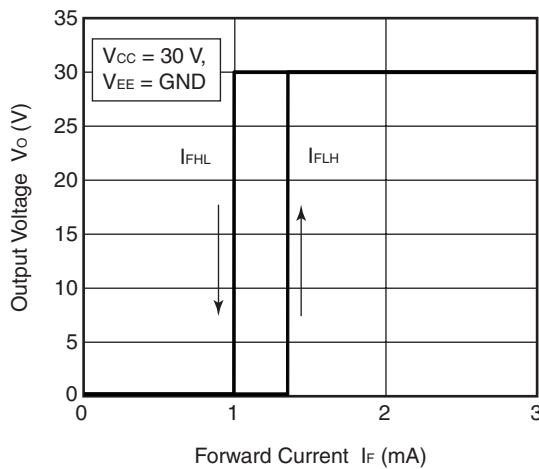 35
30
25
20
15
10
5
0
Output Voltage VO (V)
VCC = 30 V,
VEE = GND
IFHL
IFLH
0 1 2 3
Forward Current IF (mA)